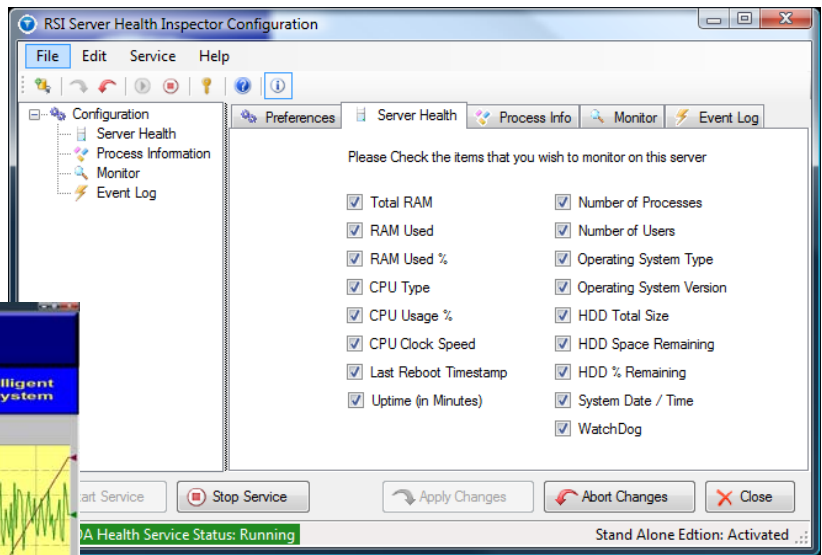 RSI Server Health Inspector Configuration
File Edit Service Help
Configuration
Server Health
Process Information
Monitor
Event Log
Preferences Server Health Process Info Monitor Event Log
Please Check the items that you wish to monitor on this server
Total RAM
RAM Used
RAM Used %
CPU Type
CPU Usage %
CPU Clock Speed
Last Reboot Timestamp
Uptime (in Minutes)
Number of Processes
Number of Users
Operating System Type
Operating System Version
HDD Total Size
HDD Space Remaining
HDD % Remaining
System Date / Time
WatchDog
lligent
ystem
art Service Stop Service Apply Changes Abort Changes Close
DA Health Service Status: Running Stand Alone Edtion: Activated